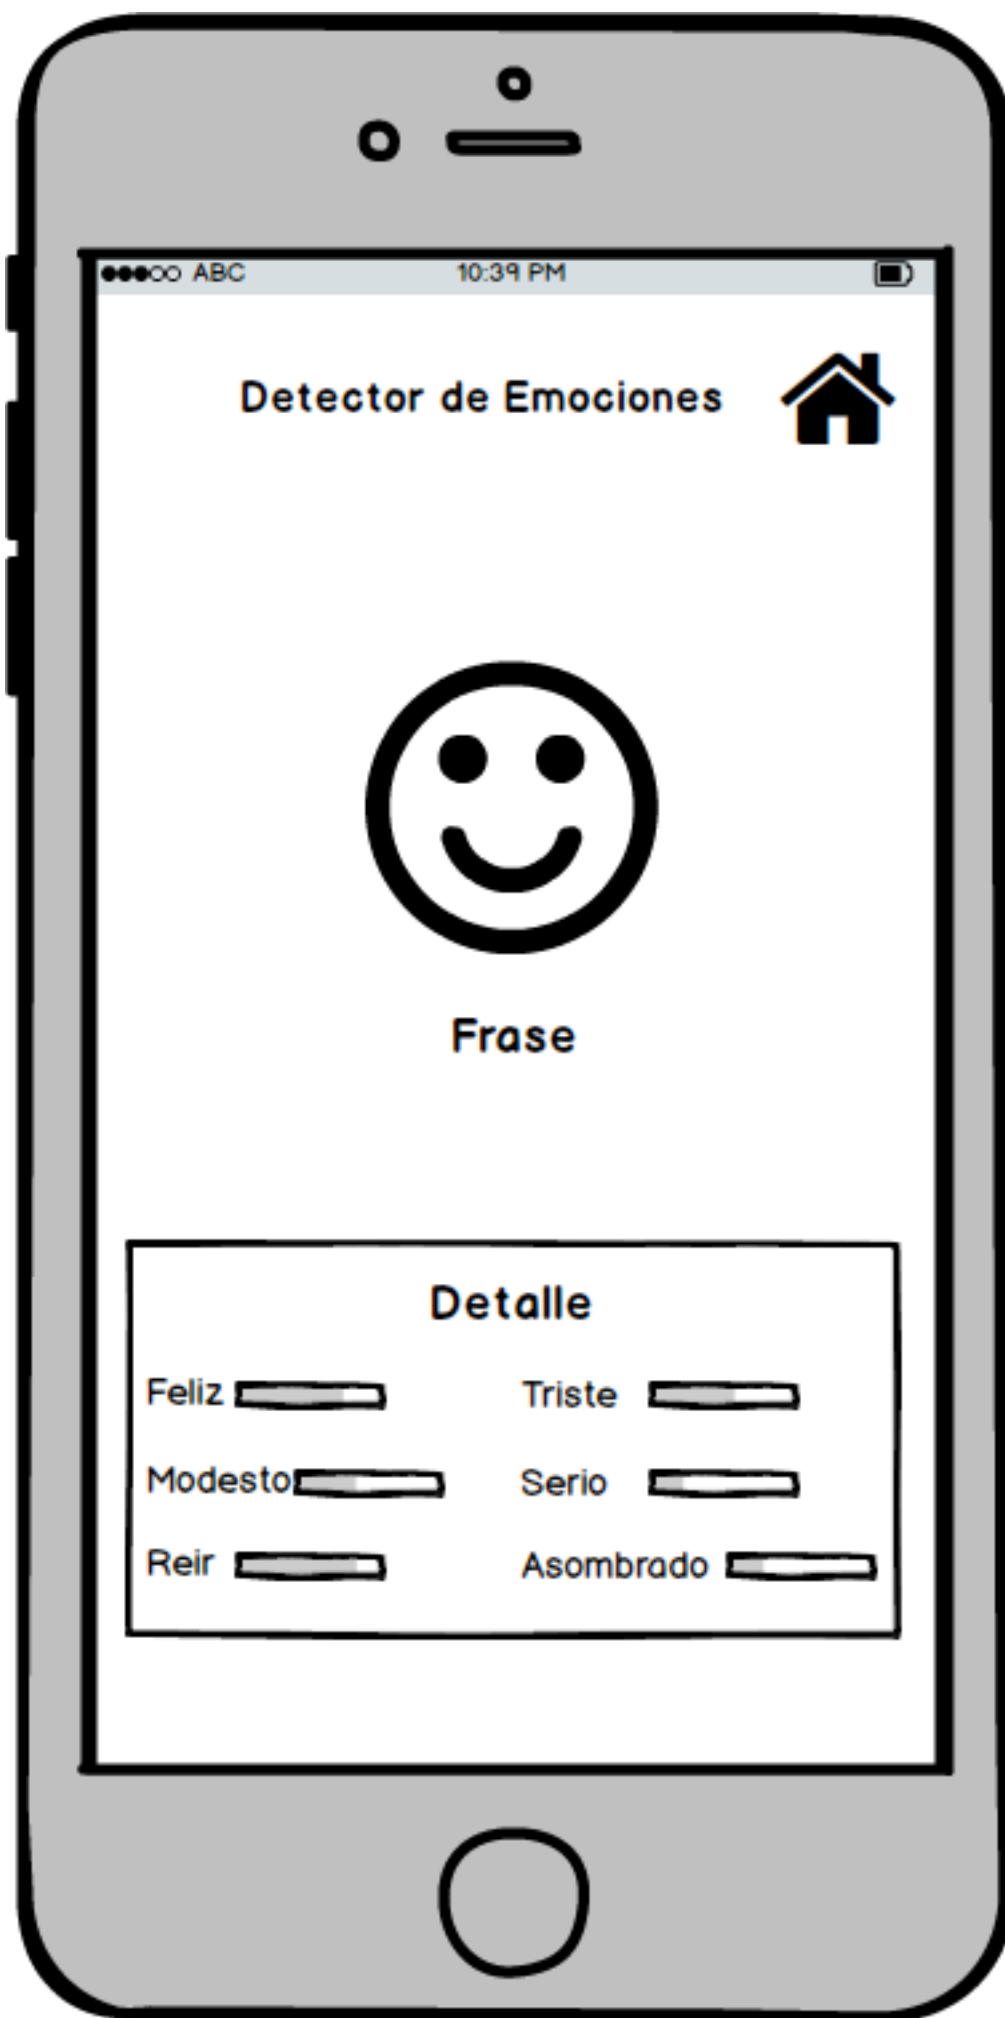 ABC 10:39 PM
Detector de Emociones
Frase
Detalle
Feliz Triste
Modesto Serio
Reir Asombrado